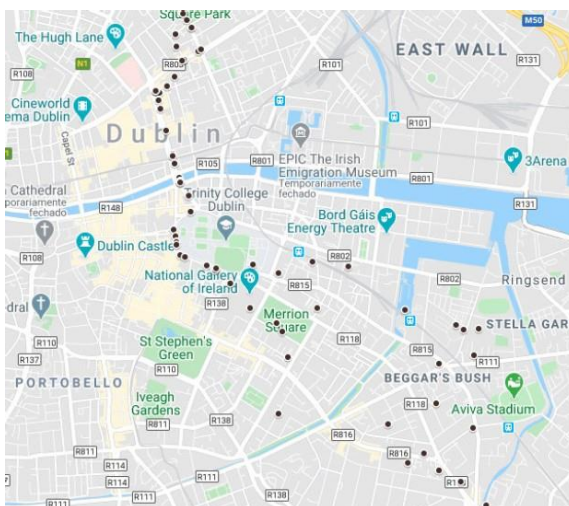 Square Park
The Hugh Lane
M50
EAST WALL
N1
R108
R803
R101
R131
Cineworld
ema Dublin
R101
Capel St
Dublin
EPIC The Irish
Emigration Museum
Temporariamente
fechado
3Arena
R105
R801
R801
R801
Cathedral
porariamente
fechado
Trinity College
Dublin
R148
Bord Gáis
Energy Theatre
R131
Dublin Castle
R108
R802
National Gallery
of Ireland
R815
R802
Ringsend
R138
Merrion
Square
edral
St Stephen's
Green
STELLA GAR
R110
R118
R815
R111
R137
R110
PORTOBELLO
BEGGAR'S BUSH
Iveagh
Gardens
R118
Aviva Stadium
R811
R138
R816
R811
R816
R114
R114
R111
R111
R138
R118